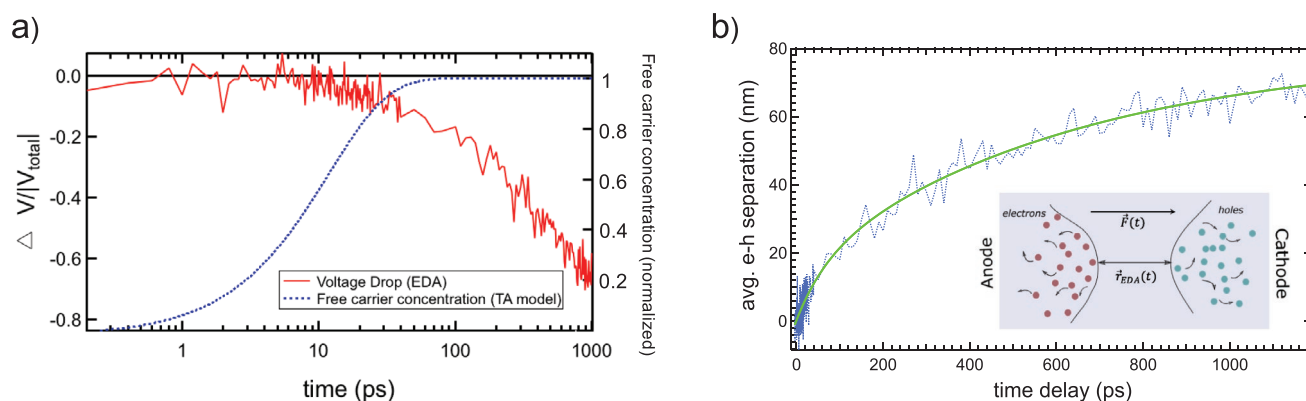 a)
0.0
-0.2
-0.4
-0.6
-0.8
△ V/|Vtotal|
1
0.8
0.6
0.4
0.2
Free carrier concentration (normalized)
Voltage Drop (EDA)
Free carrier concentration (TA model)
1
10
100
1000
time (ps)
b)
80
60
40
20
0
avg. e-h separation (nm)
electrons
F⃗(t)
holes
Anode
Cathode
r⃗EDA(t)
0
200
400
600
800
1000
time delay (ps)